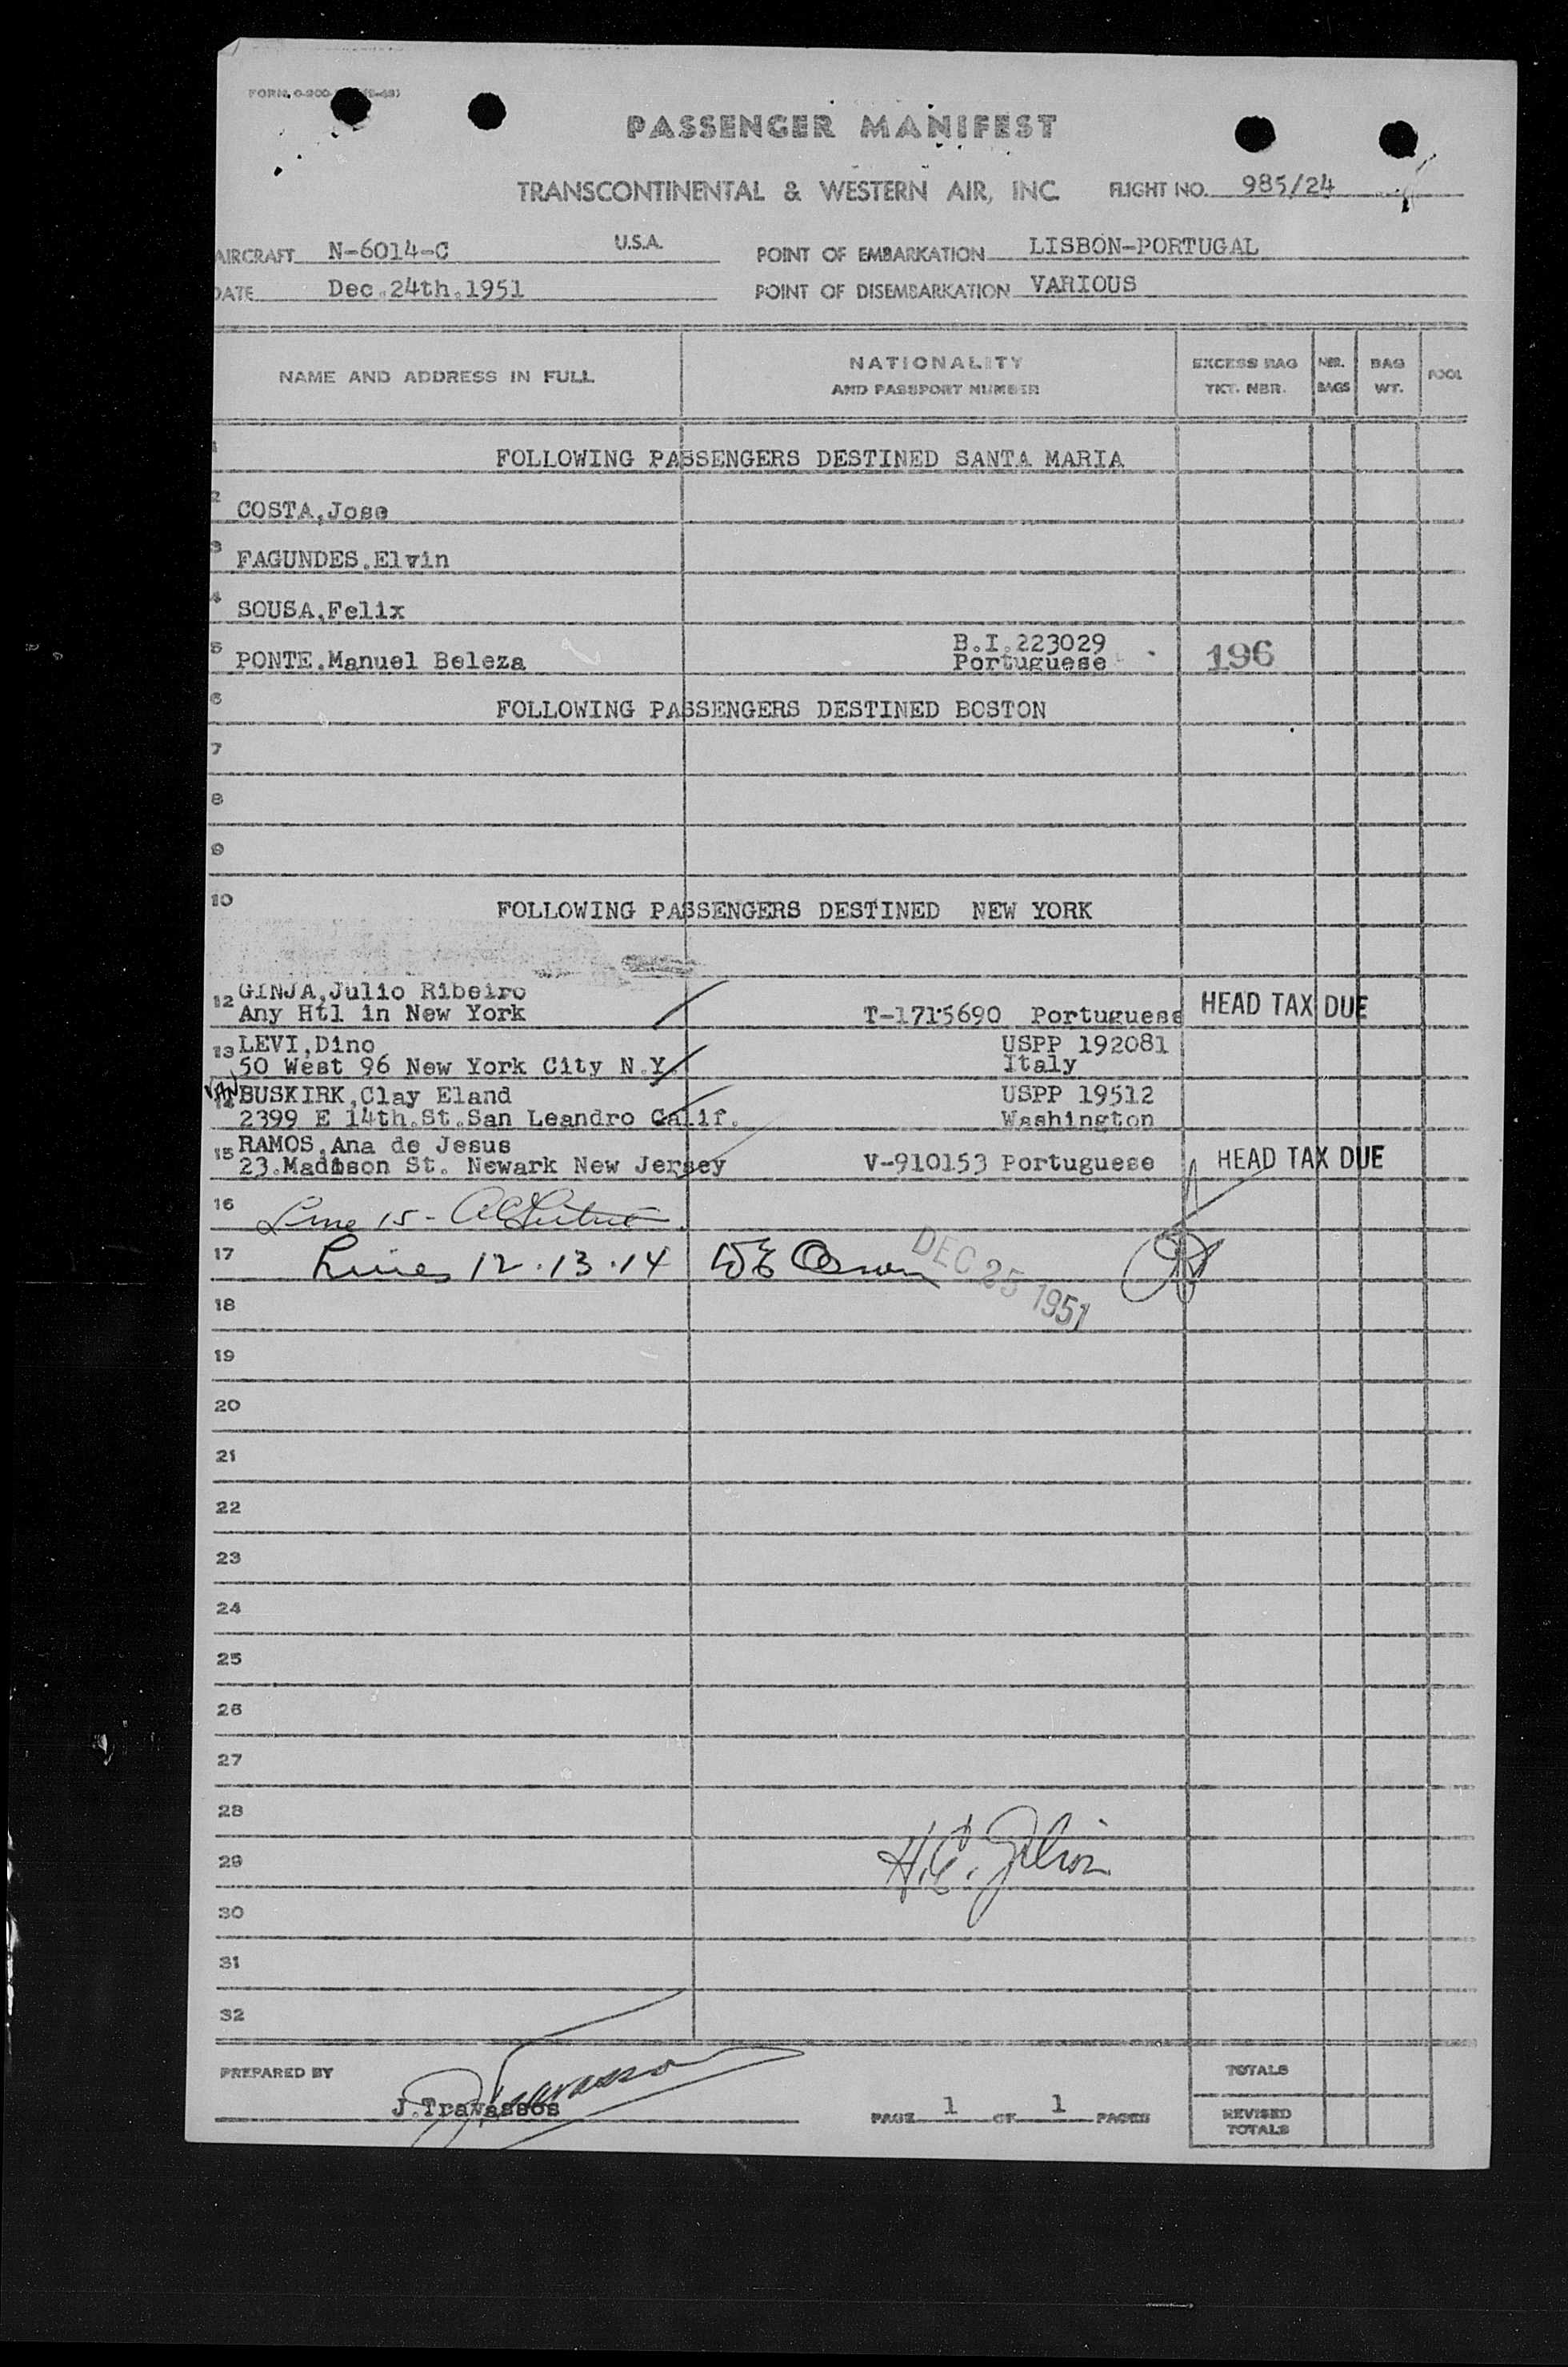 FORM. O-200
PASSENGER MANIFEST
TRANSCONTINENTAL & WESTERN AIR, INC. FLIGHT NO. 985/24
AIRCRAFT N-6014-C U.S.A. POINT OF EMBARKATION LISBON-PORTUGAL
DATE Dec.24th.1951 POINT OF DISEMBARKATION VARIOUS
NAME AND ADDRESS IN FULL NATIONALITY AND PASSPORT NUMBER EXCESS BAG TKT. NBR. NBR. BAGS BAG WT. POOL
1 FOLLOWING PASSENGERS DESTINED SANTA MARIA
2 COSTA,Jose
3 FAGUNDES.Elvin
4 SOUSA,Felix
B.I.223029
5 PONTE.Manuel Beleza Portuguese 196
6 FOLLOWING PASSENGERS DESTINED BOSTON
7
8
9
10 FOLLOWING PASSENGERS DESTINED NEW YORK
12 GINJA,Julio Ribeiro
Any Htl in New York T-1715690 Portuguese HEAD TAX DUE
13 LEVI,Dino USPP 192081
50 West 96 New York City N.Y. Italy
VAN
14 BUSKIRK,Clay Eland USPP 19512
2399 E 14th.St.San Leandro Calif. Washington
15 RAMOS,Ana de Jesus
23.Madison St. Newark New Jersey V-910153 Portuguese HEAD TAX DUE
16 Line 15 -
17 Lines 12.13.14 DEC 25 1951
18
19
20
21
22
23
24
25
26
27
28
29 H.E.
30
31
32
PREPARED BY J.Travassos PAGE 1 OF 1 PAGES
TOTALS
REVISED TOTALS